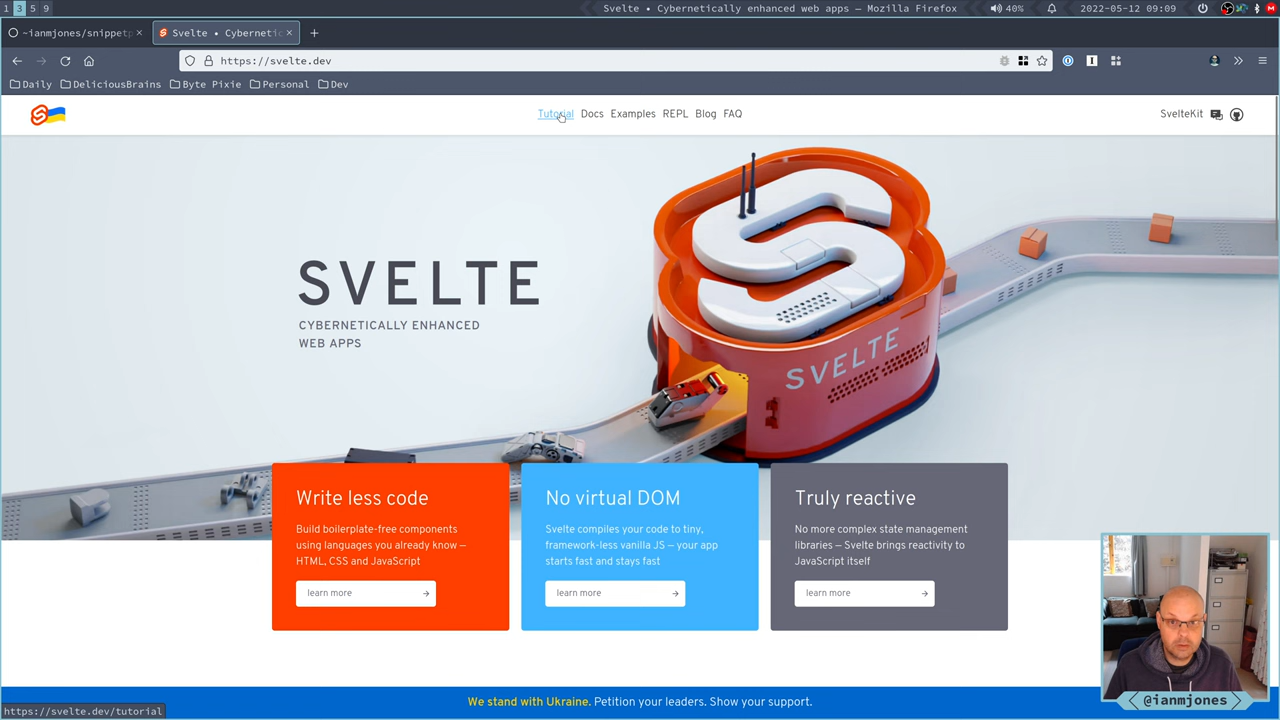 1 3 5 9
Svelte • Cybernetically enhanced web apps — Mozilla Firefox
40%
2022-05-12 09:09
~ianmjones/snippetp
Svelte • Cybernetic
https://svelte.dev
Daily DeliciousBrains Byte Pixie Personal Dev
Tutorial Docs Examples REPL Blog FAQ
SvelteKit
SVELTE
CYBERNETICALLY ENHANCED
WEB APPS
SVELTE
Write less code
Build boilerplate-free components
using languages you already know —
HTML, CSS and JavaScript
learn more
No virtual DOM
Svelte compiles your code to tiny,
framework-less vanilla JS — your app
starts fast and stays fast
learn more
Truly reactive
No more complex state management
libraries — Svelte brings reactivity to
JavaScript itself
learn more
We stand with Ukraine. Petition your leaders. Show your support.
https://svelte.dev/tutorial
@ianmjones